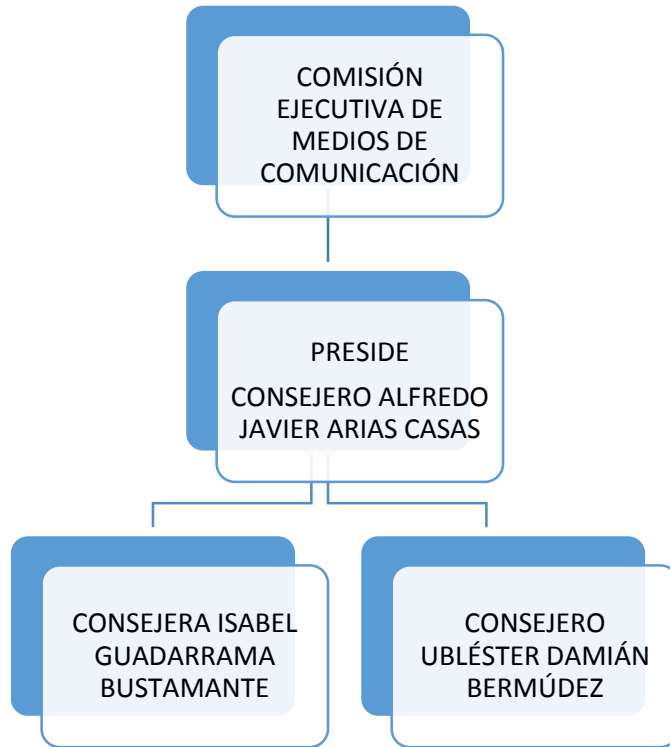 COMISIÓN
EJECUTIVA DE
MEDIOS DE
COMUNICACIÓN
PRESIDE
CONSEJERO ALFREDO
JAVIER ARIAS CASAS
CONSEJERA ISABEL
GUADARRAMA
BUSTAMANTE
CONSEJERO
UBLÉSTER DAMIÁN
BERMÚDEZ